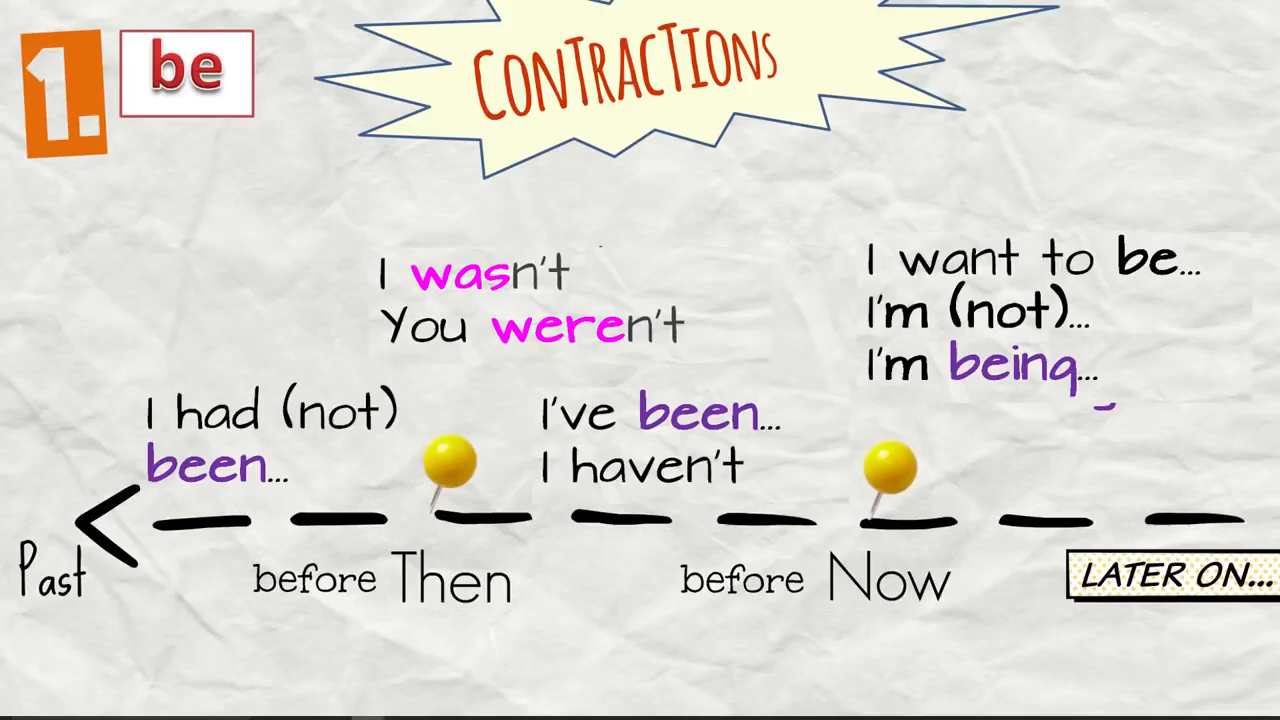 1.
be
CONTRACTIONS
I wasn't
You weren't
I want to be...
I'm (not)...
I'm being...
I had (not)
been...
I've been...
I haven't
Past
before Then
before Now
LATER ON...